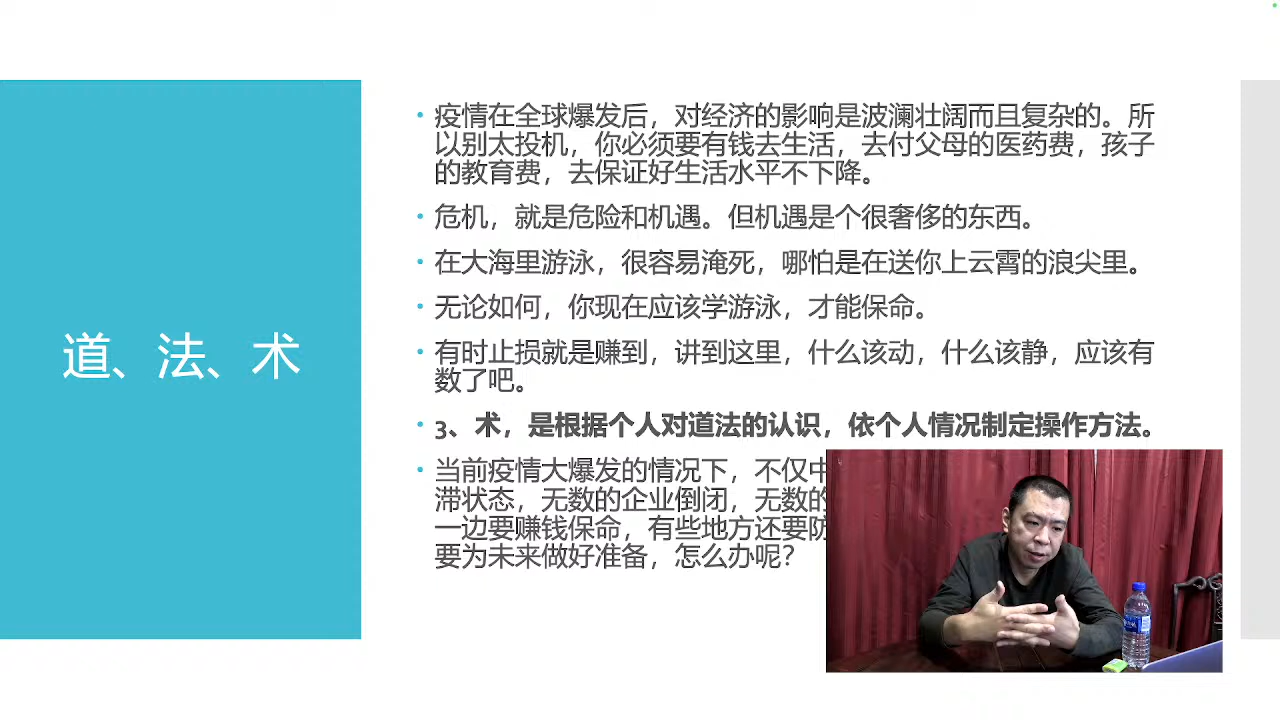 道、法、术
疫情在全球爆发后，对经济的影响是波澜壮阔而且复杂的。所
以别太投机，你必须要有钱去生活，去付父母的医药费，孩子
的教育费，去保证好生活水平不下降。
危机，就是危险和机遇。但机遇是个很奢侈的东西。
在大海里游泳，很容易淹死，哪怕是在送你上云霄的浪尖里。
无论如何，你现在应该学游泳，才能保命。
有时止损就是赚到，讲到这里，什么该动，什么该静，应该有
数了吧。
3、术，是根据个人对道法的认识，依个人情况制定操作方法。
当前疫情大爆发的情况下，不仅中
滞状态，无数的企业倒闭，无数的
一边要赚钱保命，有些地方还要防
要为未来做好准备，怎么办呢？